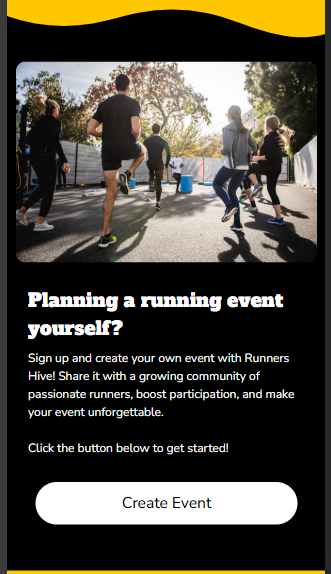 Planning a running event
yourself?
Sign up and create your own event with Runners
Hive! Share it with a growing community of
passionate runners, boost participation, and make
your event unforgettable.
Click the button below to get started!
Create Event